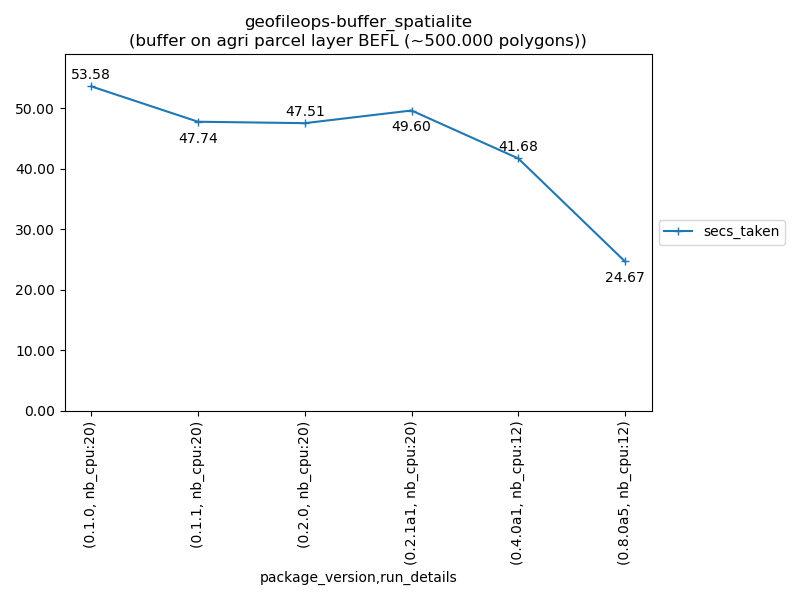 geofileops-buffer_spatialite
(buffer on agri parcel layer BEFL (~500.000 polygons))
53.58
47.74
47.51
49.60
41.68
24.67
50.00
40.00
30.00
20.00
10.00
0.00
secs_taken
(0.1.0, nb_cpu:20)
(0.1.1, nb_cpu:20)
(0.2.0, nb_cpu:20)
(0.2.1a1, nb_cpu:20)
(0.4.0a1, nb_cpu:12)
(0.8.0a5, nb_cpu:12)
package_version,run_details